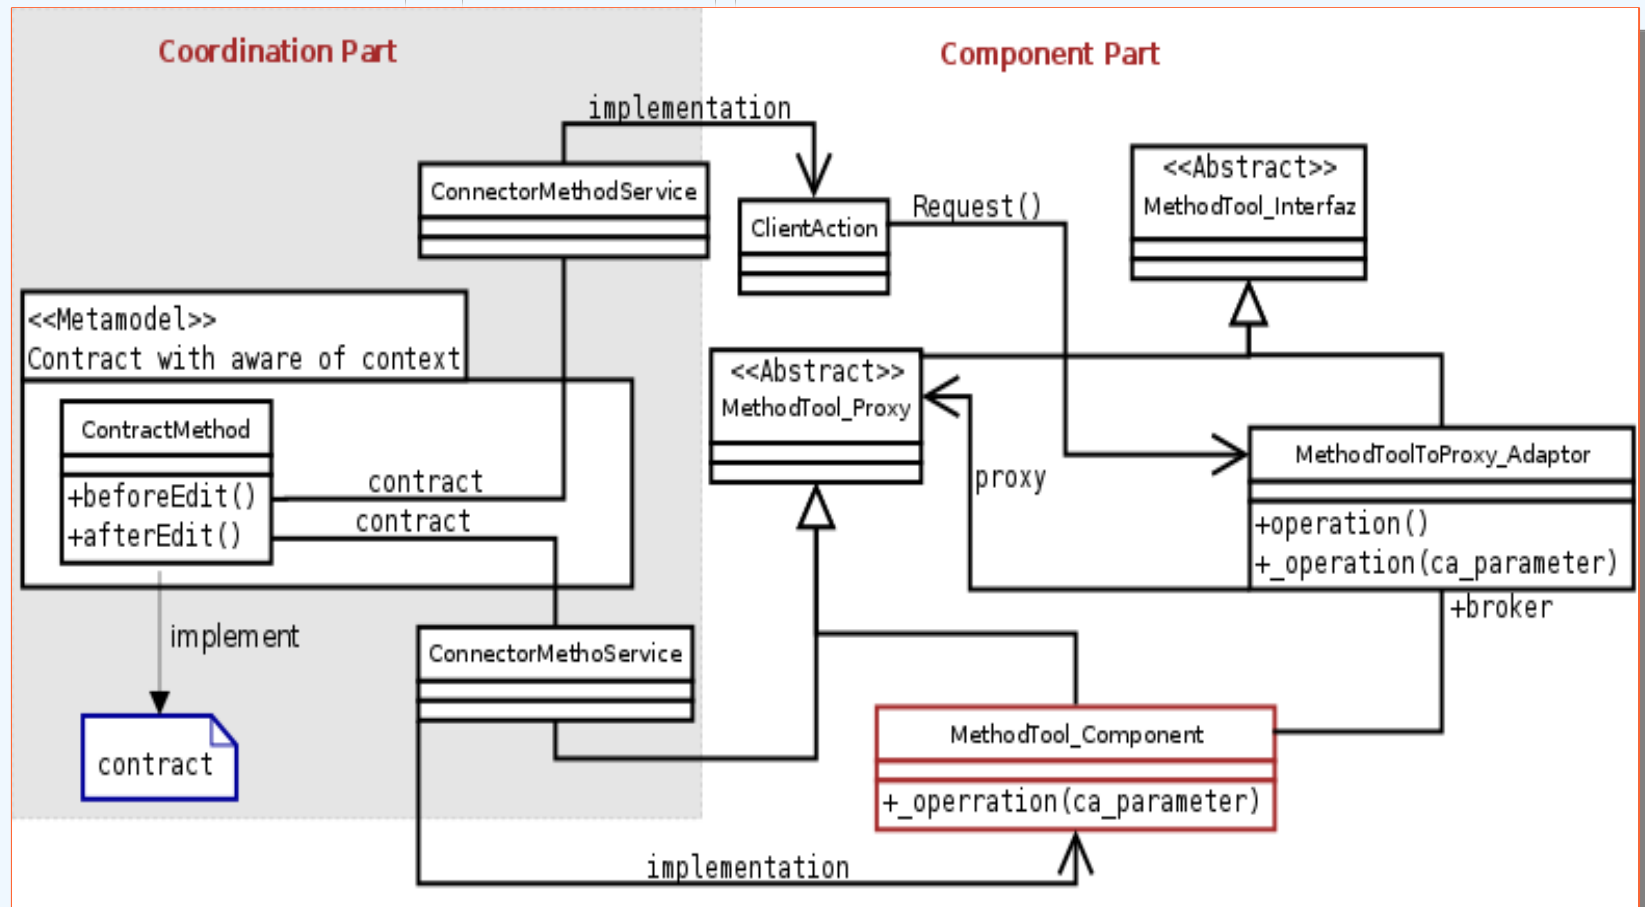 Coordination Part
Component Part
implementation
ConnectorMethodService
ClientAction
Request()
<<Abstract>>
MethodTool_Interfaz
<<Metamodel>>
Contract with aware of context
ContractMethod
+beforeEdit()
+afterEdit()
contract
contract
<<Abstract>>
MethodTool_Proxy
proxy
MethodToolToProxy_Adaptor
+operation()
+_operation(ca_parameter)
+broker
implement
ConnectorMethoService
contract
MethodTool_Component
+_operration(ca_parameter)
implementation